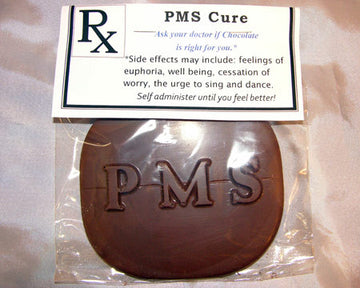 Rx
PMS Cure
"Ask your doctor if Chocolate
is right for you."
"Side effects may include: feelings of
euphoria, well being, cessation of
worry, the urge to sing and dance.
Self administer until you feel better!
PMS